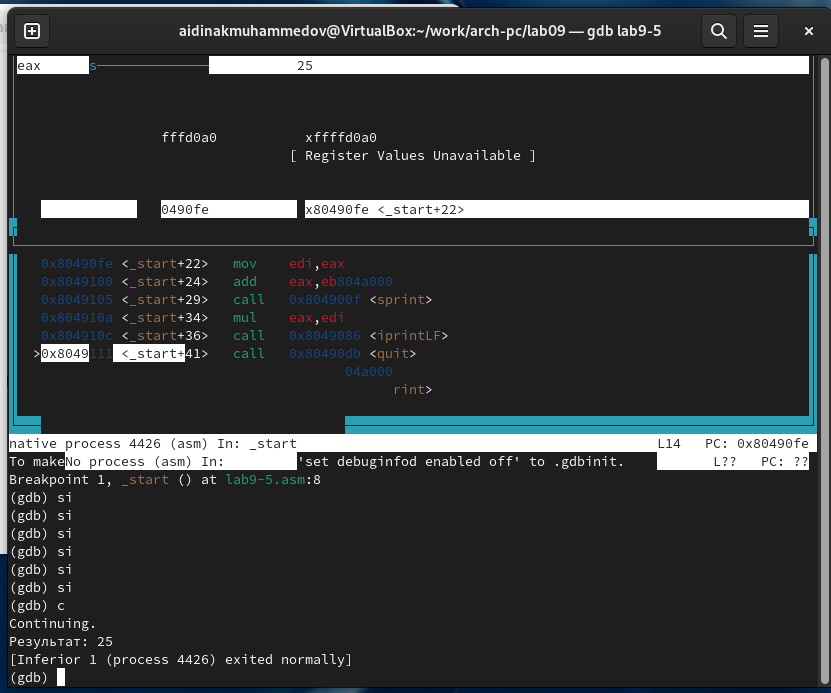 aidinakmuhammedov@VirtualBox:~/work/arch-pc/lab09 — gdb lab9-5
eax s 25
fffd0a0 xffffd0a0
[ Register Values Unavailable ]
0490fe x80490fe <_start+22>
0x80490fe <_start+22> mov edi,eax
0x8049100 <_start+24> add eax,eb804a000
0x8049105 <_start+29> call 0x804900f <sprint>
0x804910a <_start+34> mul eax,edi
0x804910c <_start+36> call 0x8049086 <iprintLF>
>0x8049111 <_start+41> call 0x80490db <quit>
04a000
rint>
native process 4426 (asm) In: _start L14 PC: 0x80490fe
To makeNo process (asm) In: 'set debuginfod enabled off' to .gdbinit. L?? PC: ??
Breakpoint 1, _start () at lab9-5.asm:8
(gdb) si
(gdb) si
(gdb) si
(gdb) si
(gdb) si
(gdb) si
(gdb) c
Continuing.
Результат: 25
[Inferior 1 (process 4426) exited normally]
(gdb)